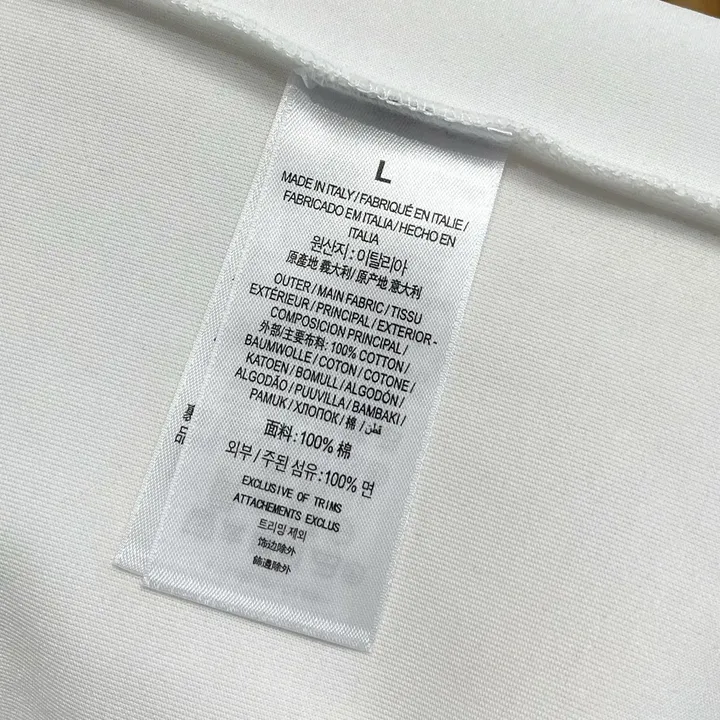 L
MADE IN ITALY / FABRIQUÉ EN ITALIE /
FABRICADO EM ITALIA / HECHO EN
ITALIA
원산지 : 이탈리아
原產地 義大利/ 原产地 意大利
OUTER / MAIN FABRIC / TISSU
EXTÉRIEUR / PRINCIPAL / EXTERIOR -
COMPOSICION PRINCIPAL /
外部/主要布料: 100% COTTON /
BAUMWOLLE / COTON / COTONE /
KATOEN / BOMULL / ALGODÓN /
ALGODÃO / PUUVILLA / BAMBAKI /
PAMUK / ХЛОПОК / 棉 / قطن
面料 : 100% 棉
외부 / 주된 섬유 : 100% 면
EXCLUSIVE OF TRIMS
ATTACHEMENTS EXCLUS
트리밍 제외
饰边除外
飾邊除外